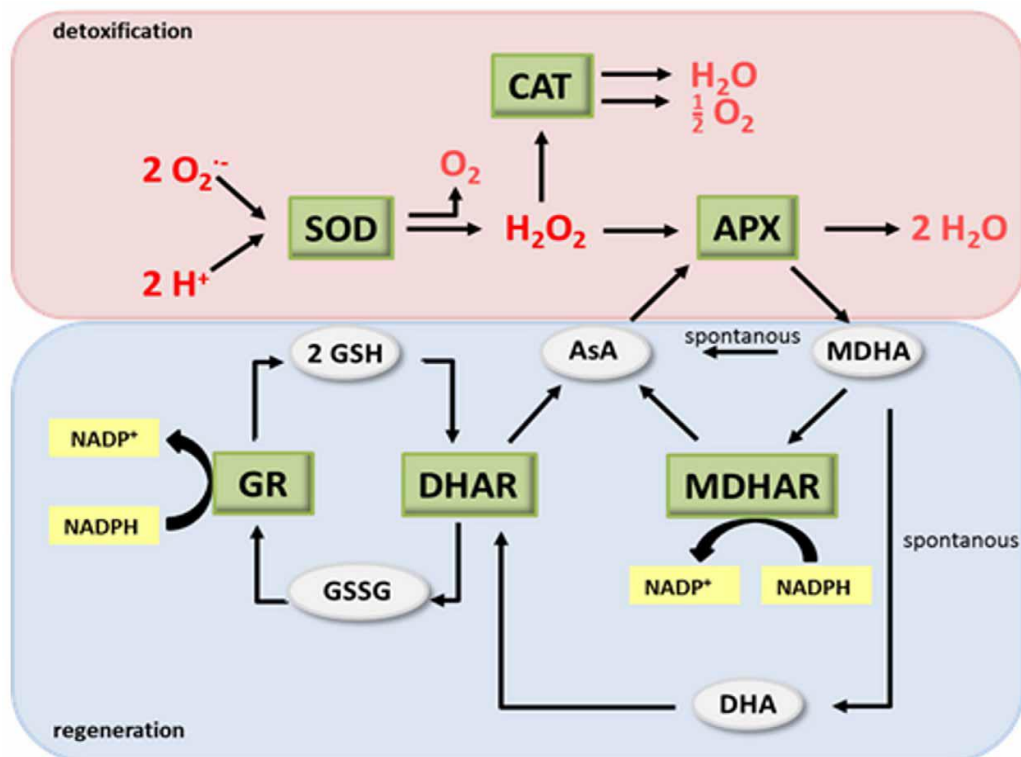 detoxification
CAT
H₂O
½ O₂
2 O₂·-
O₂
SOD
H₂O₂
APX
2 H₂O
2 H⁺
2 GSH
AsA
spontanous
MDHA
NADP⁺
GR
DHAR
MDHAR
NADPH
spontanous
GSSG
NADP⁺
NADPH
DHA
regeneration